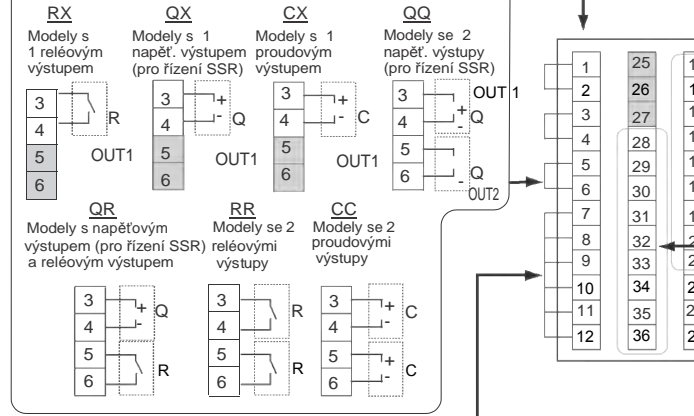 RX QX CX QQ
Modely s Modely s 1 Modely s 1 Modely se 2
1 reléovým napěť. výstupem proudovým napěť. výstupy
výstupem (pro řízení SSR) výstupem (pro řízení SSR)
3
4
5
6
R
OUT1
3
4
5
6
+
-
Q
OUT1
3
4
5
6
+
-
C
OUT1
3
4
5
6
OUT 1
+
-
Q
-
Q
OUT2
QR RR CC
Modely s napěťovým Modely se 2 Modely se 2
výstupem (pro řízení SSR) reléovými proudovými
a reléovým výstupem výstupy výstupy
3
4
5
6
+
-
Q
R
3
4
5
6
R
R
3
4
5
6
+
-
C
+
-
C
1
2
3
4
5
6
7
8
9
10
11
12
25
26
27
28
29
30
31
32
33
34
35
36